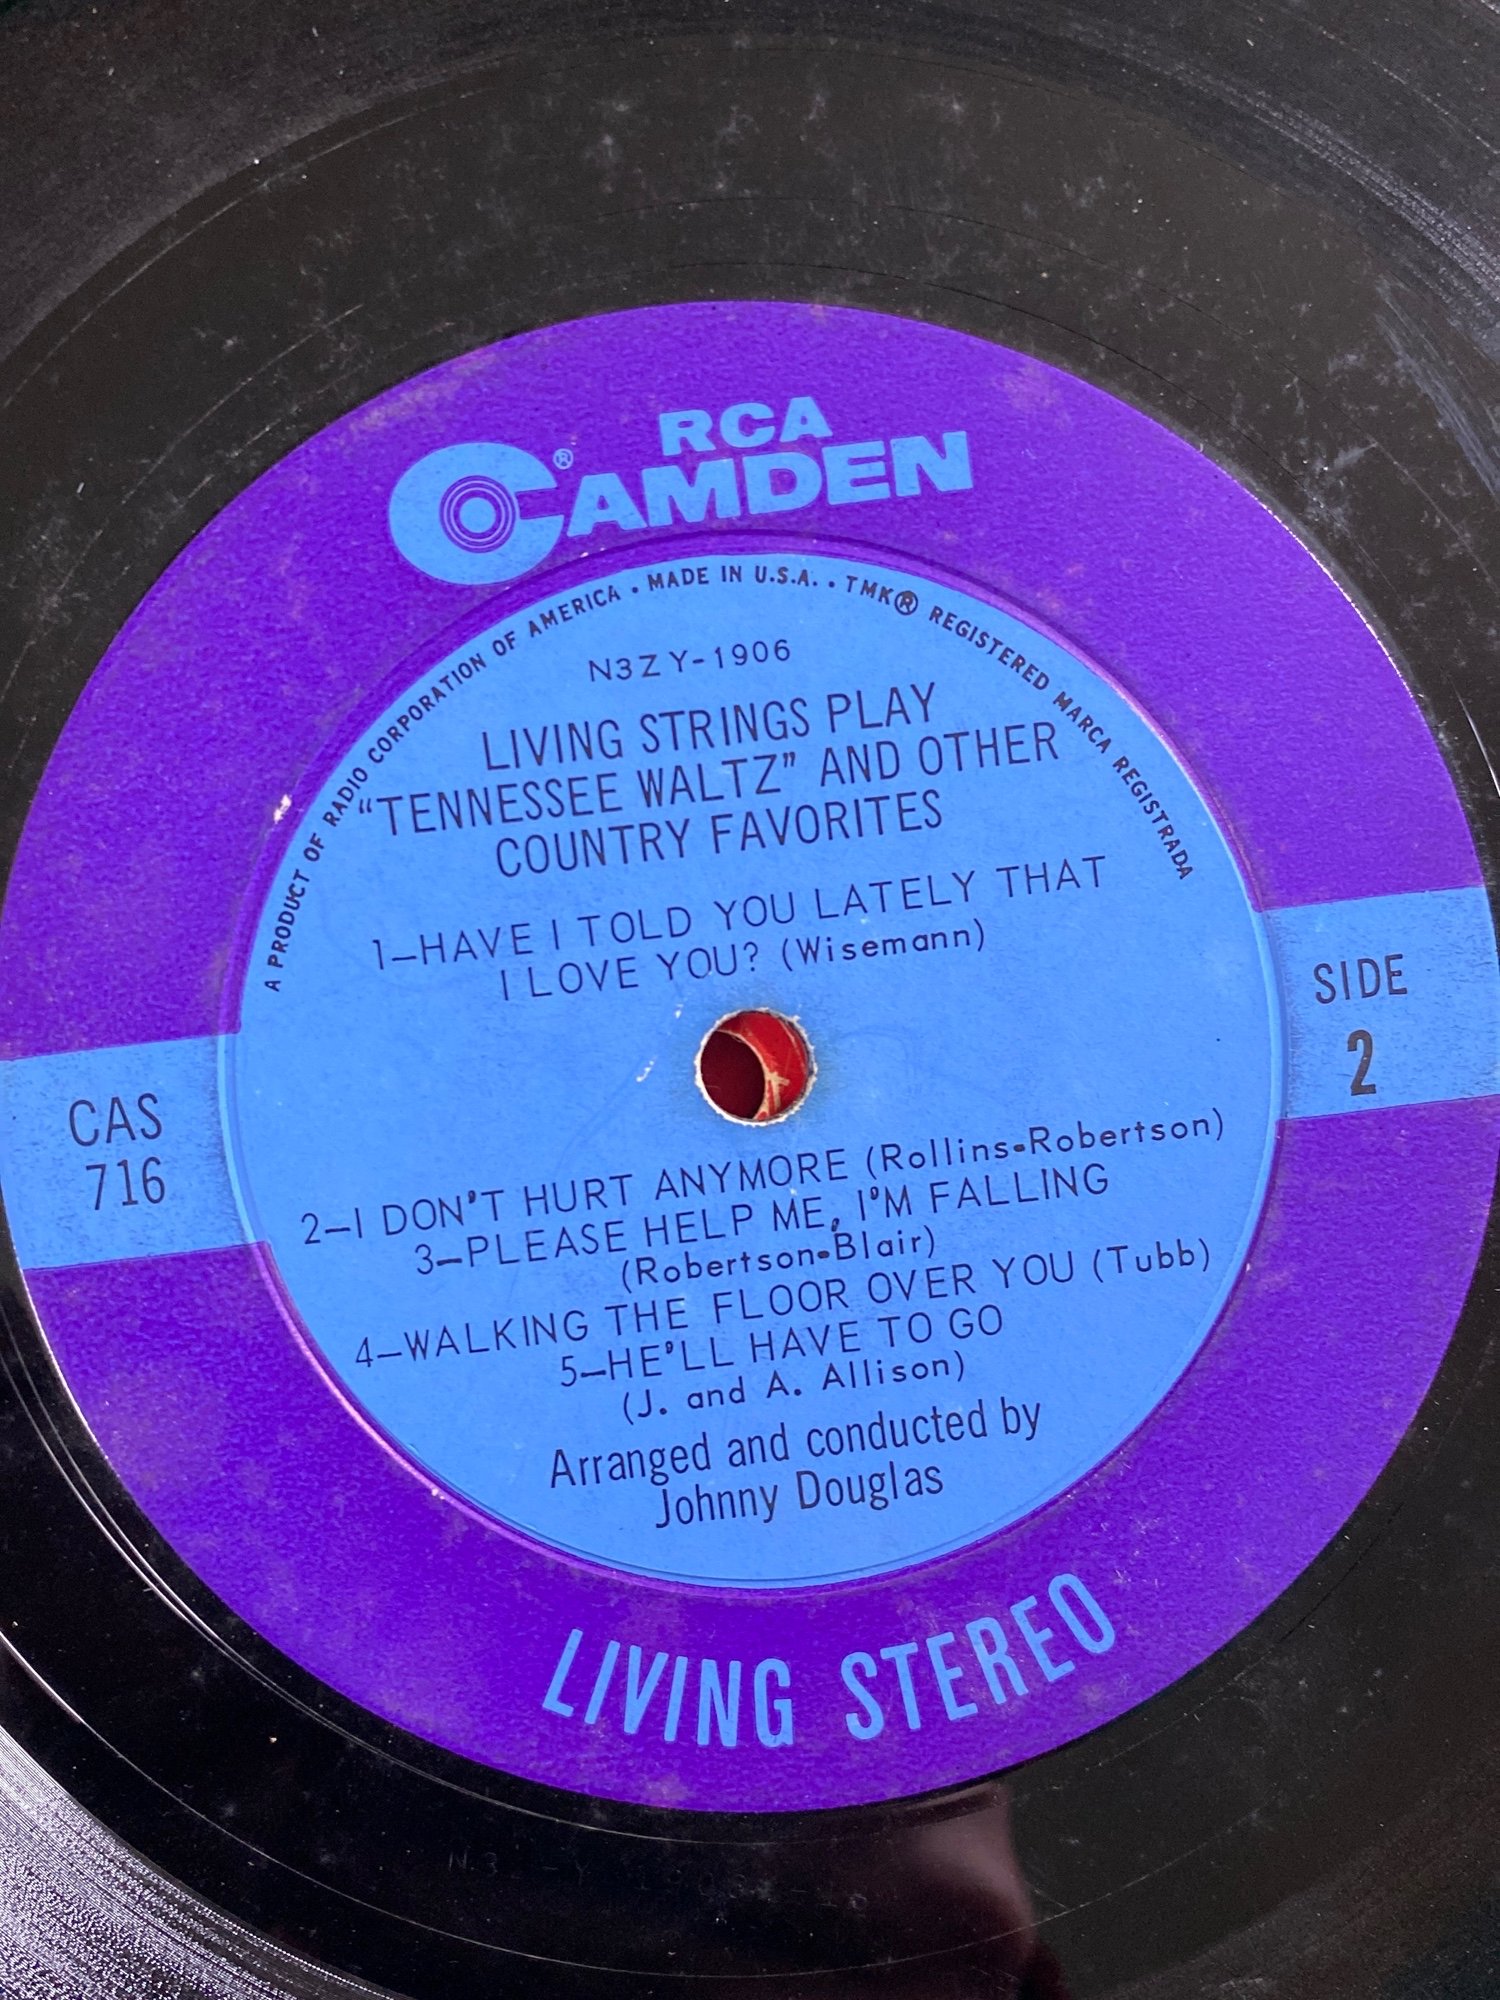 RCA
CAMDEN®
A PRODUCT OF RADIO CORPORATION OF AMERICA • MADE IN U.S.A. • TMK® REGISTERED MARCA REGISTRADA
N3ZY-1906
LIVING STRINGS PLAY
"TENNESSEE WALTZ" AND OTHER
COUNTRY FAVORITES
1—HAVE I TOLD YOU LATELY THAT
I LOVE YOU? (Wisemann)
SIDE
2
CAS
716
2—I DON'T HURT ANYMORE (Rollins-Robertson)
3—PLEASE HELP ME, I'M FALLING
(Robertson-Blair)
4—WALKING THE FLOOR OVER YOU (Tubb)
5—HE'LL HAVE TO GO
(J. and A. Allison)
Arranged and conducted by
Johnny Douglas
LIVING STEREO